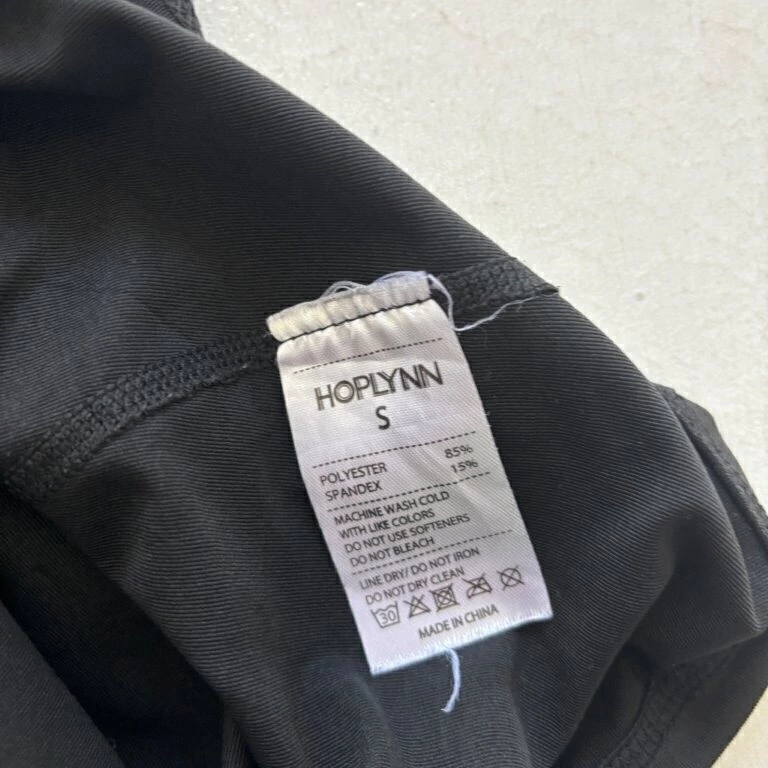 HOPLYNN
S
POLYESTER 85%
SPANDEX 15%
MACHINE WASH COLD
WITH LIKE COLORS
DO NOT USE SOFTENERS
DO NOT BLEACH
LINE DRY/ DO NOT IRON
DO NOT DRY CLEAN
30
MADE IN CHINA